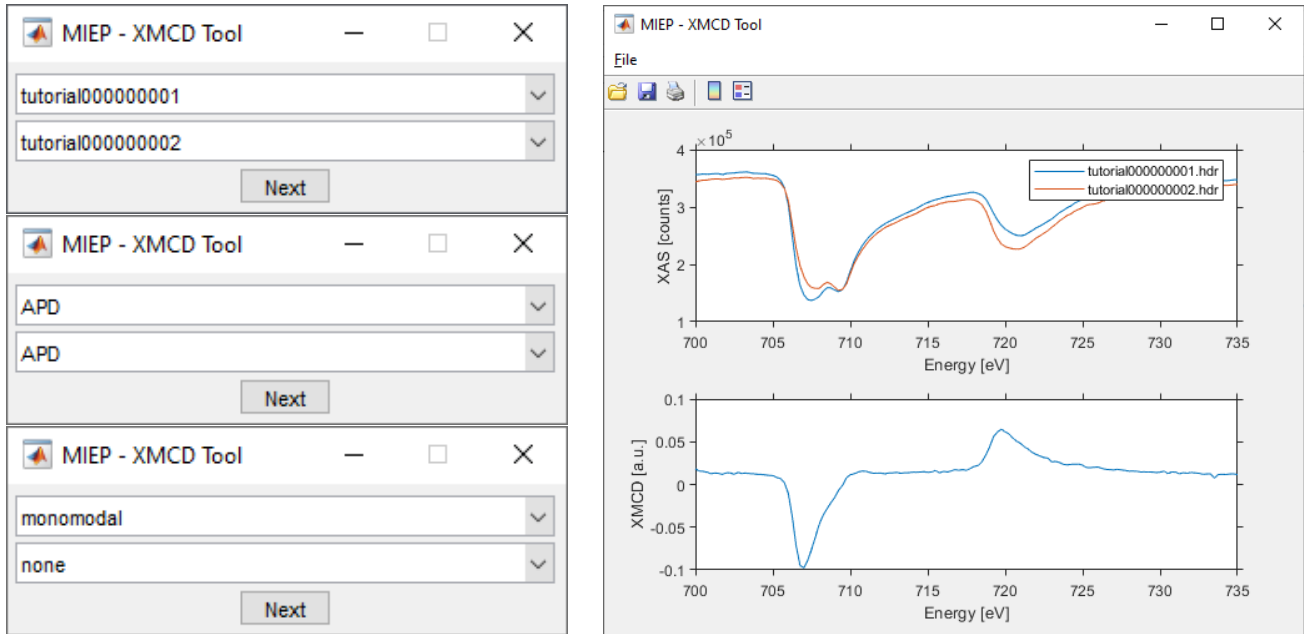 MIEP - XMCD Tool
tutorial000000001
tutorial000000002
Next
MIEP - XMCD Tool
APD
APD
Next
MIEP - XMCD Tool
monomodal
none
Next
MIEP - XMCD Tool
File
×10^5
4
3
2
1
XAS [counts]
tutorial000000001.hdr
tutorial000000002.hdr
700 705 710 715 720 725 730 735
Energy [eV]
0.1
0.05
0
-0.05
-0.1
XMCD [a.u.]
700 705 710 715 720 725 730 735
Energy [eV]